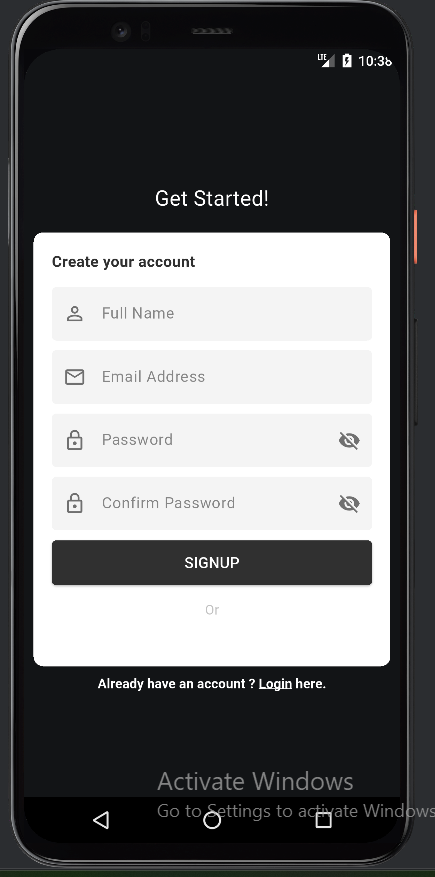 LTE 10:38
Get Started!
Create your account
Full Name
Email Address
Password
Confirm Password
SIGNUP
Or
Already have an account ? Login here.
Activate Windows
Go to Settings to activate Windows